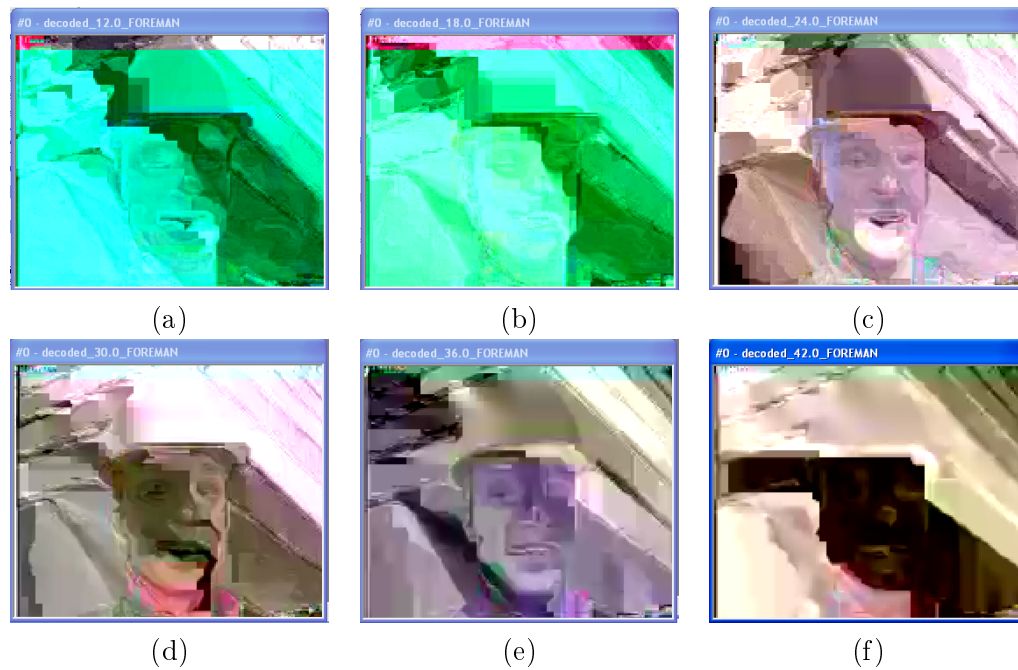 #0 - decoded_12.0_FOREMAN
#0 - decoded_18.0_FOREMAN
#0 - decoded_24.0_FOREMAN
(a)
(b)
(c)
#0 - decoded_30.0_FOREMAN
#0 - decoded_36.0_FOREMAN
#0 - decoded_42.0_FOREMAN
(d)
(e)
(f)